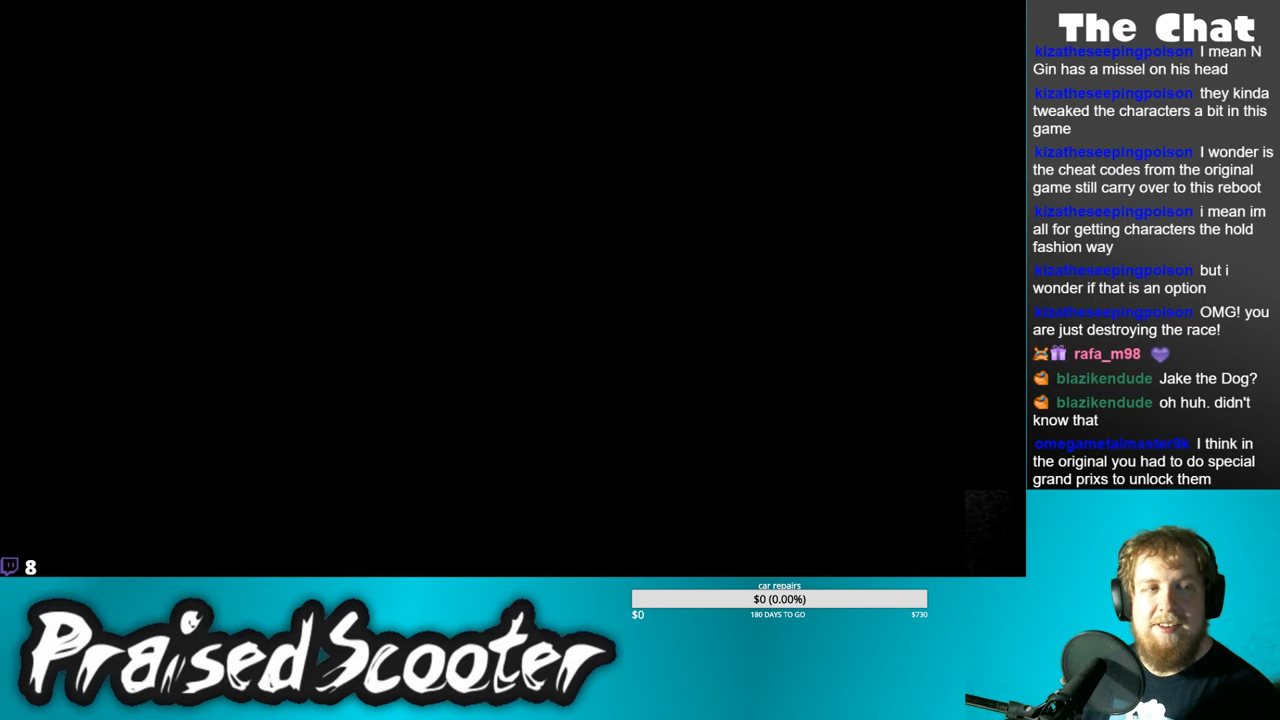 The Chat
kizatheseepingpoison I mean N
Gin has a missel on his head
kizatheseepingpoison they kinda
tweaked the characters a bit in this
game
kizatheseepingpoison I wonder is
the cheat codes from the original
game still carry over to this reboot
kizatheseepingpoison i mean im
all for getting characters the hold
fashion way
kizatheseepingpoison but i
wonder if that is an option
kizatheseepingpoison OMG! you
are just destroying the race!
rafa_m98
blazikendude Jake the Dog?
blazikendude oh huh. didn't
know that
omegametalmaster9k I think in
the original you had to do special
grand prixs to unlock them
8
car repairs
$0 (0.00%)
$0 180 DAYS TO GO $730
Praised Scooter